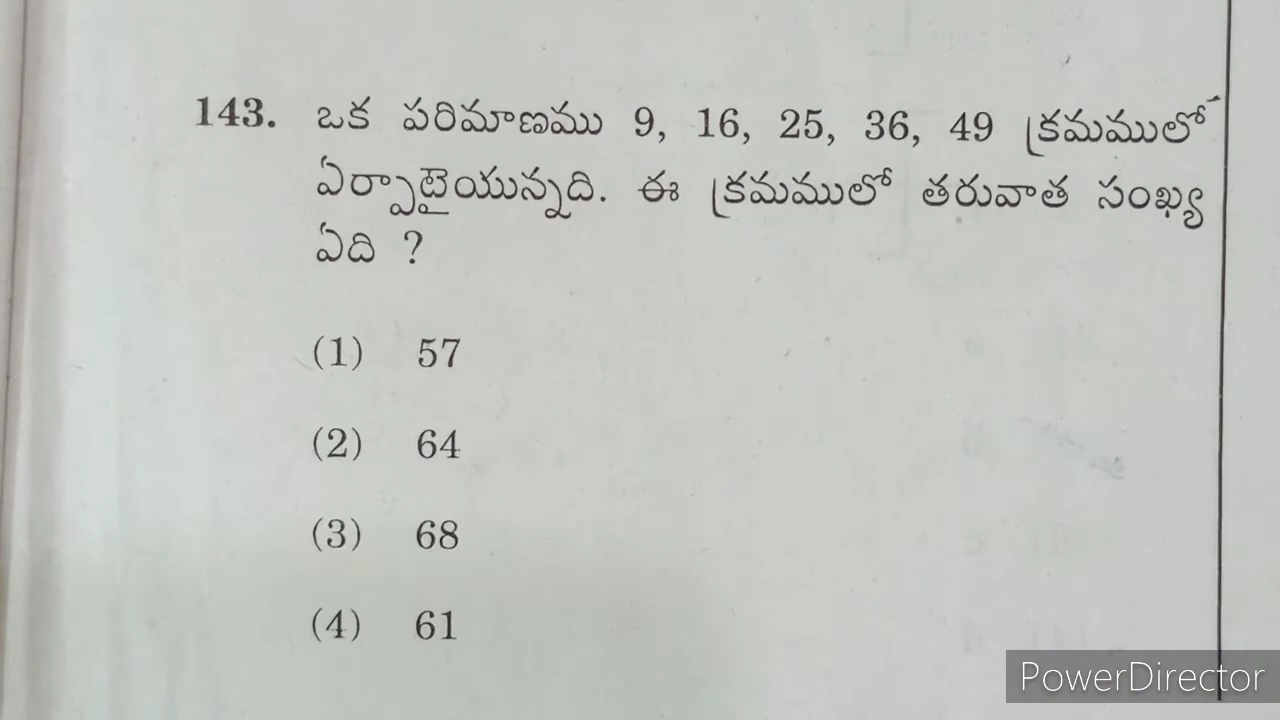 143. ఒక పరిమాణము 9, 16, 25, 36, 49 క్రమములో
ఏర్పాటైయున్నది. ఈ క్రమములో తరువాత సంఖ్య
ఏది ?
(1) 57
(2) 64
(3) 68
(4) 61
PowerDirector